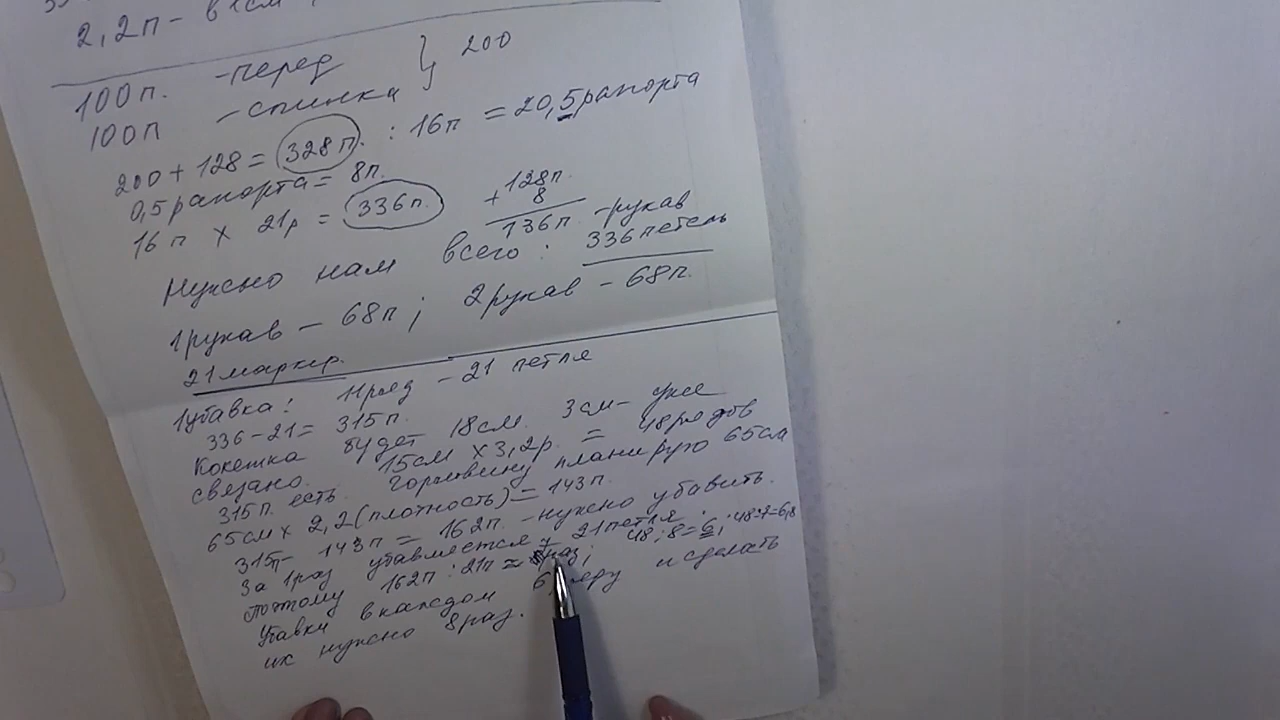 2,2п - в 1см
100п. - перед } 200
100п - спинка
200 + 128 = 328п. : 16п = 20,5 рапорта
0,5 рапорта = 8п.
16п х 21р = 336п.
128п.
+ 8
136п. - рукав
Нужно нам всего: 336 петель
1 рукав - 68п; 2 рукав - 68п.
21 маркер.
1 убавка: 11 ряд - 21 петля
336 - 21 = 315п.
Кокетка будет 18см. 3см - уже
связано. 15см х 3,2р. = 48 рядов
315п. есть. Горловину планирую 65см
65см х 2,2 (плотность) = 143п.
315п - 143п = 162п. - нужно убавить.
За 1 раз убавляется 21 петля.
Поэтому 162п : 21п = раз; 48:8=6; 48:7=6,8
Убавки в каждом 6 ряду и сделать
их нужно 8 раз.